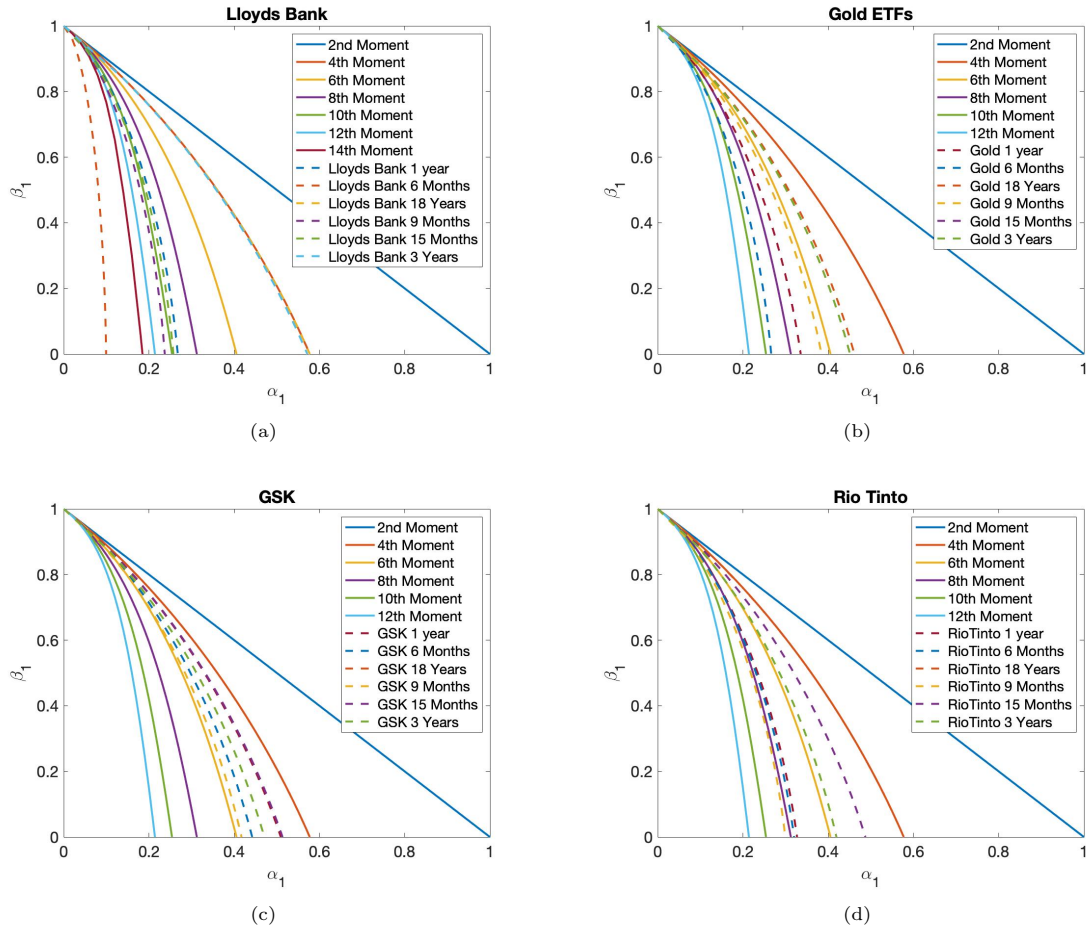 Lloyds Bank
1
0.8
0.6
0.4
0.2
0
β1
0
0.2
0.4
0.6
0.8
1
α1
2nd Moment
4th Moment
6th Moment
8th Moment
10th Moment
12th Moment
14th Moment
Lloyds Bank 1 year
Lloyds Bank 6 Months
Lloyds Bank 18 Years
Lloyds Bank 9 Months
Lloyds Bank 15 Months
Lloyds Bank 3 Years
(a)
Gold ETFs
1
0.8
0.6
0.4
0.2
0
β1
0
0.2
0.4
0.6
0.8
1
α1
2nd Moment
4th Moment
6th Moment
8th Moment
10th Moment
12th Moment
Gold 1 year
Gold 6 Months
Gold 18 Years
Gold 9 Months
Gold 15 Months
Gold 3 Years
(b)
GSK
1
0.8
0.6
0.4
0.2
0
β1
0
0.2
0.4
0.6
0.8
1
α1
2nd Moment
4th Moment
6th Moment
8th Moment
10th Moment
12th Moment
GSK 1 year
GSK 6 Months
GSK 18 Years
GSK 9 Months
GSK 15 Months
GSK 3 Years
(c)
Rio Tinto
1
0.8
0.6
0.4
0.2
0
β1
0
0.2
0.4
0.6
0.8
1
α1
2nd Moment
4th Moment
6th Moment
8th Moment
10th Moment
12th Moment
RioTinto 1 year
RioTinto 6 Months
RioTinto 18 Years
RioTinto 9 Months
RioTinto 15 Months
RioTinto 3 Years
(d)